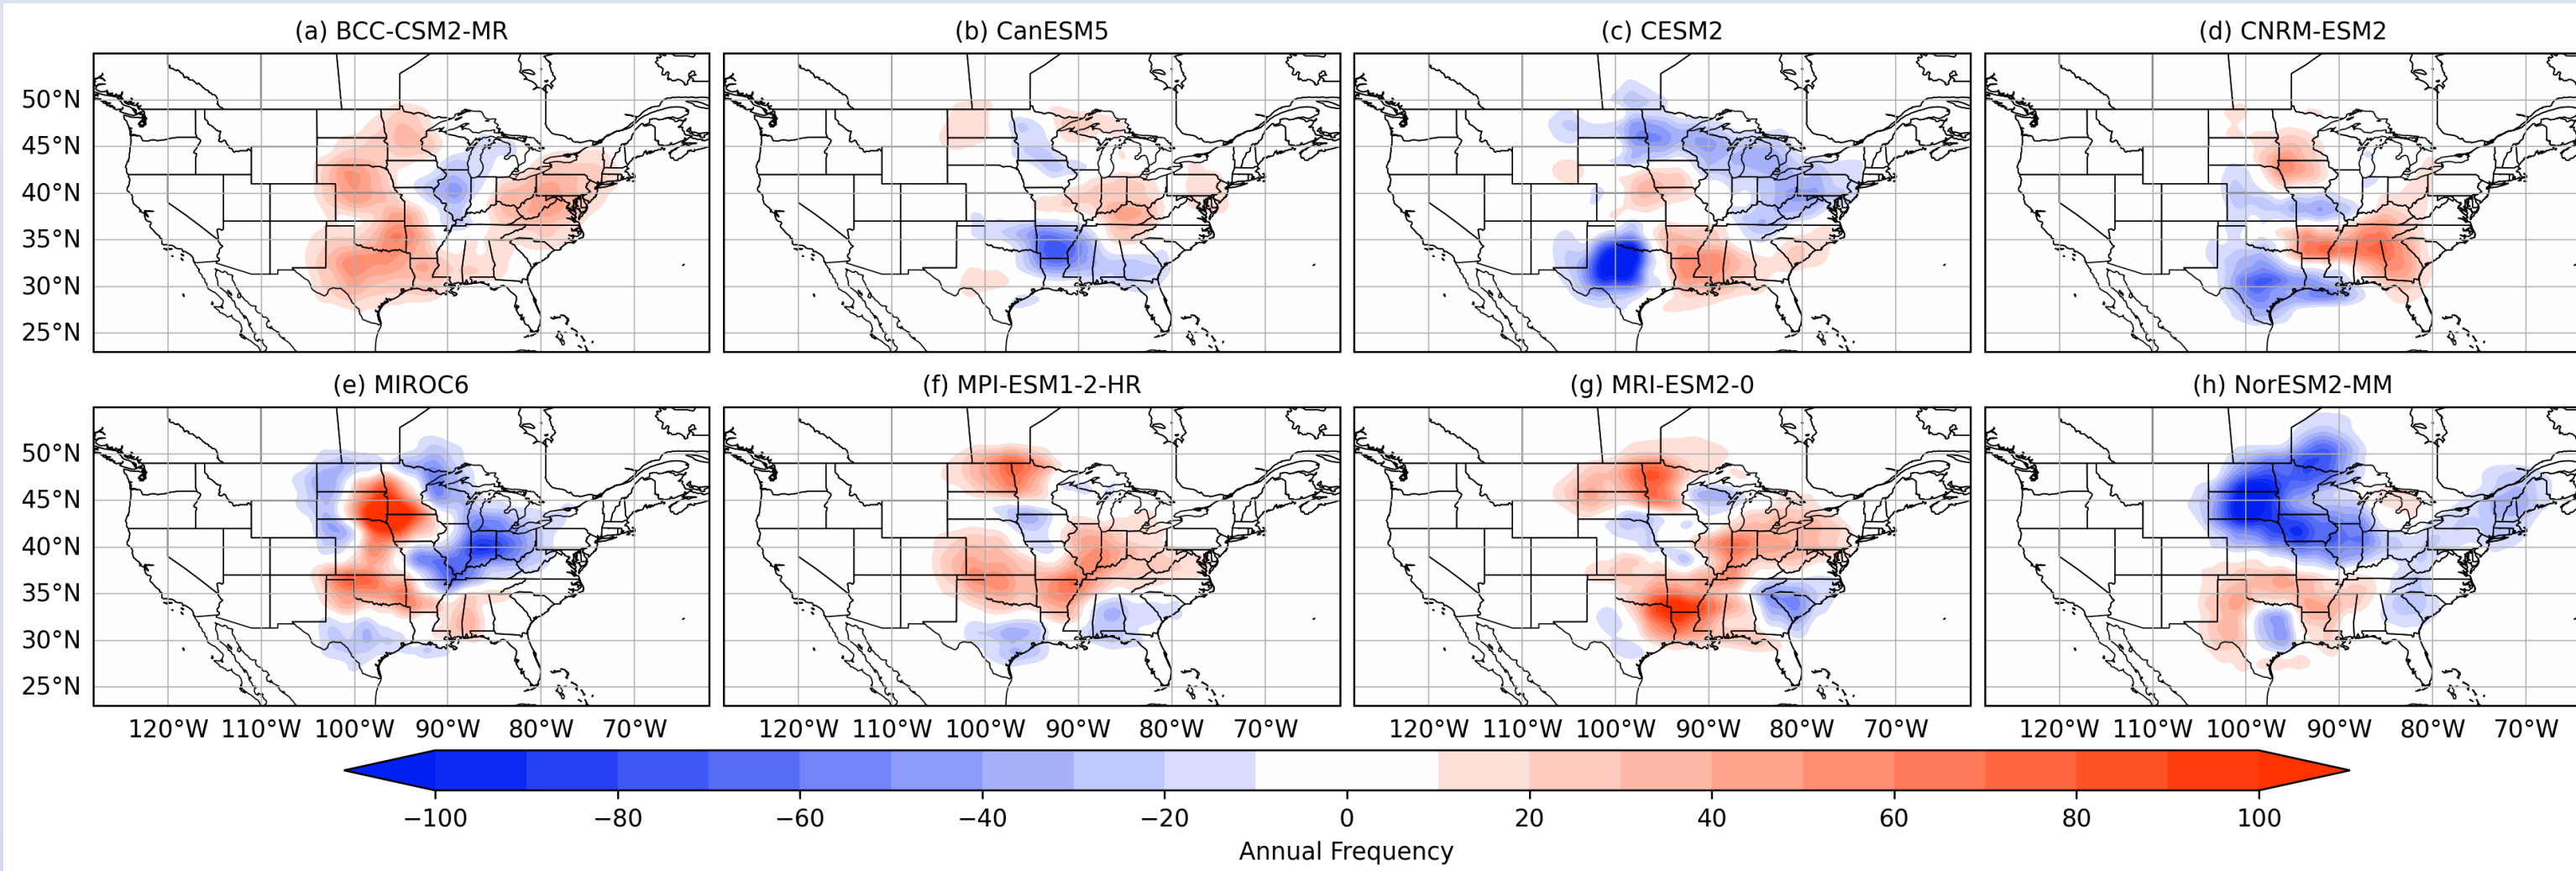 (a) BCC-CSM2-MR (b) CanESM5 (c) CESM2 (d) CNRM-ESM2
50°N
45°N
40°N
35°N
30°N
25°N
(e) MIROC6 (f) MPI-ESM1-2-HR (g) MRI-ESM2-0 (h) NorESM2-MM
50°N
45°N
40°N
35°N
30°N
25°N
120°W 110°W 100°W 90°W 80°W 70°W 120°W 110°W 100°W 90°W 80°W 70°W 120°W 110°W 100°W 90°W 80°W 70°W 120°W 110°W 100°W 90°W 80°W 70°W
−100 −80 −60 −40 −20 0 20 40 60 80 100
Annual Frequency